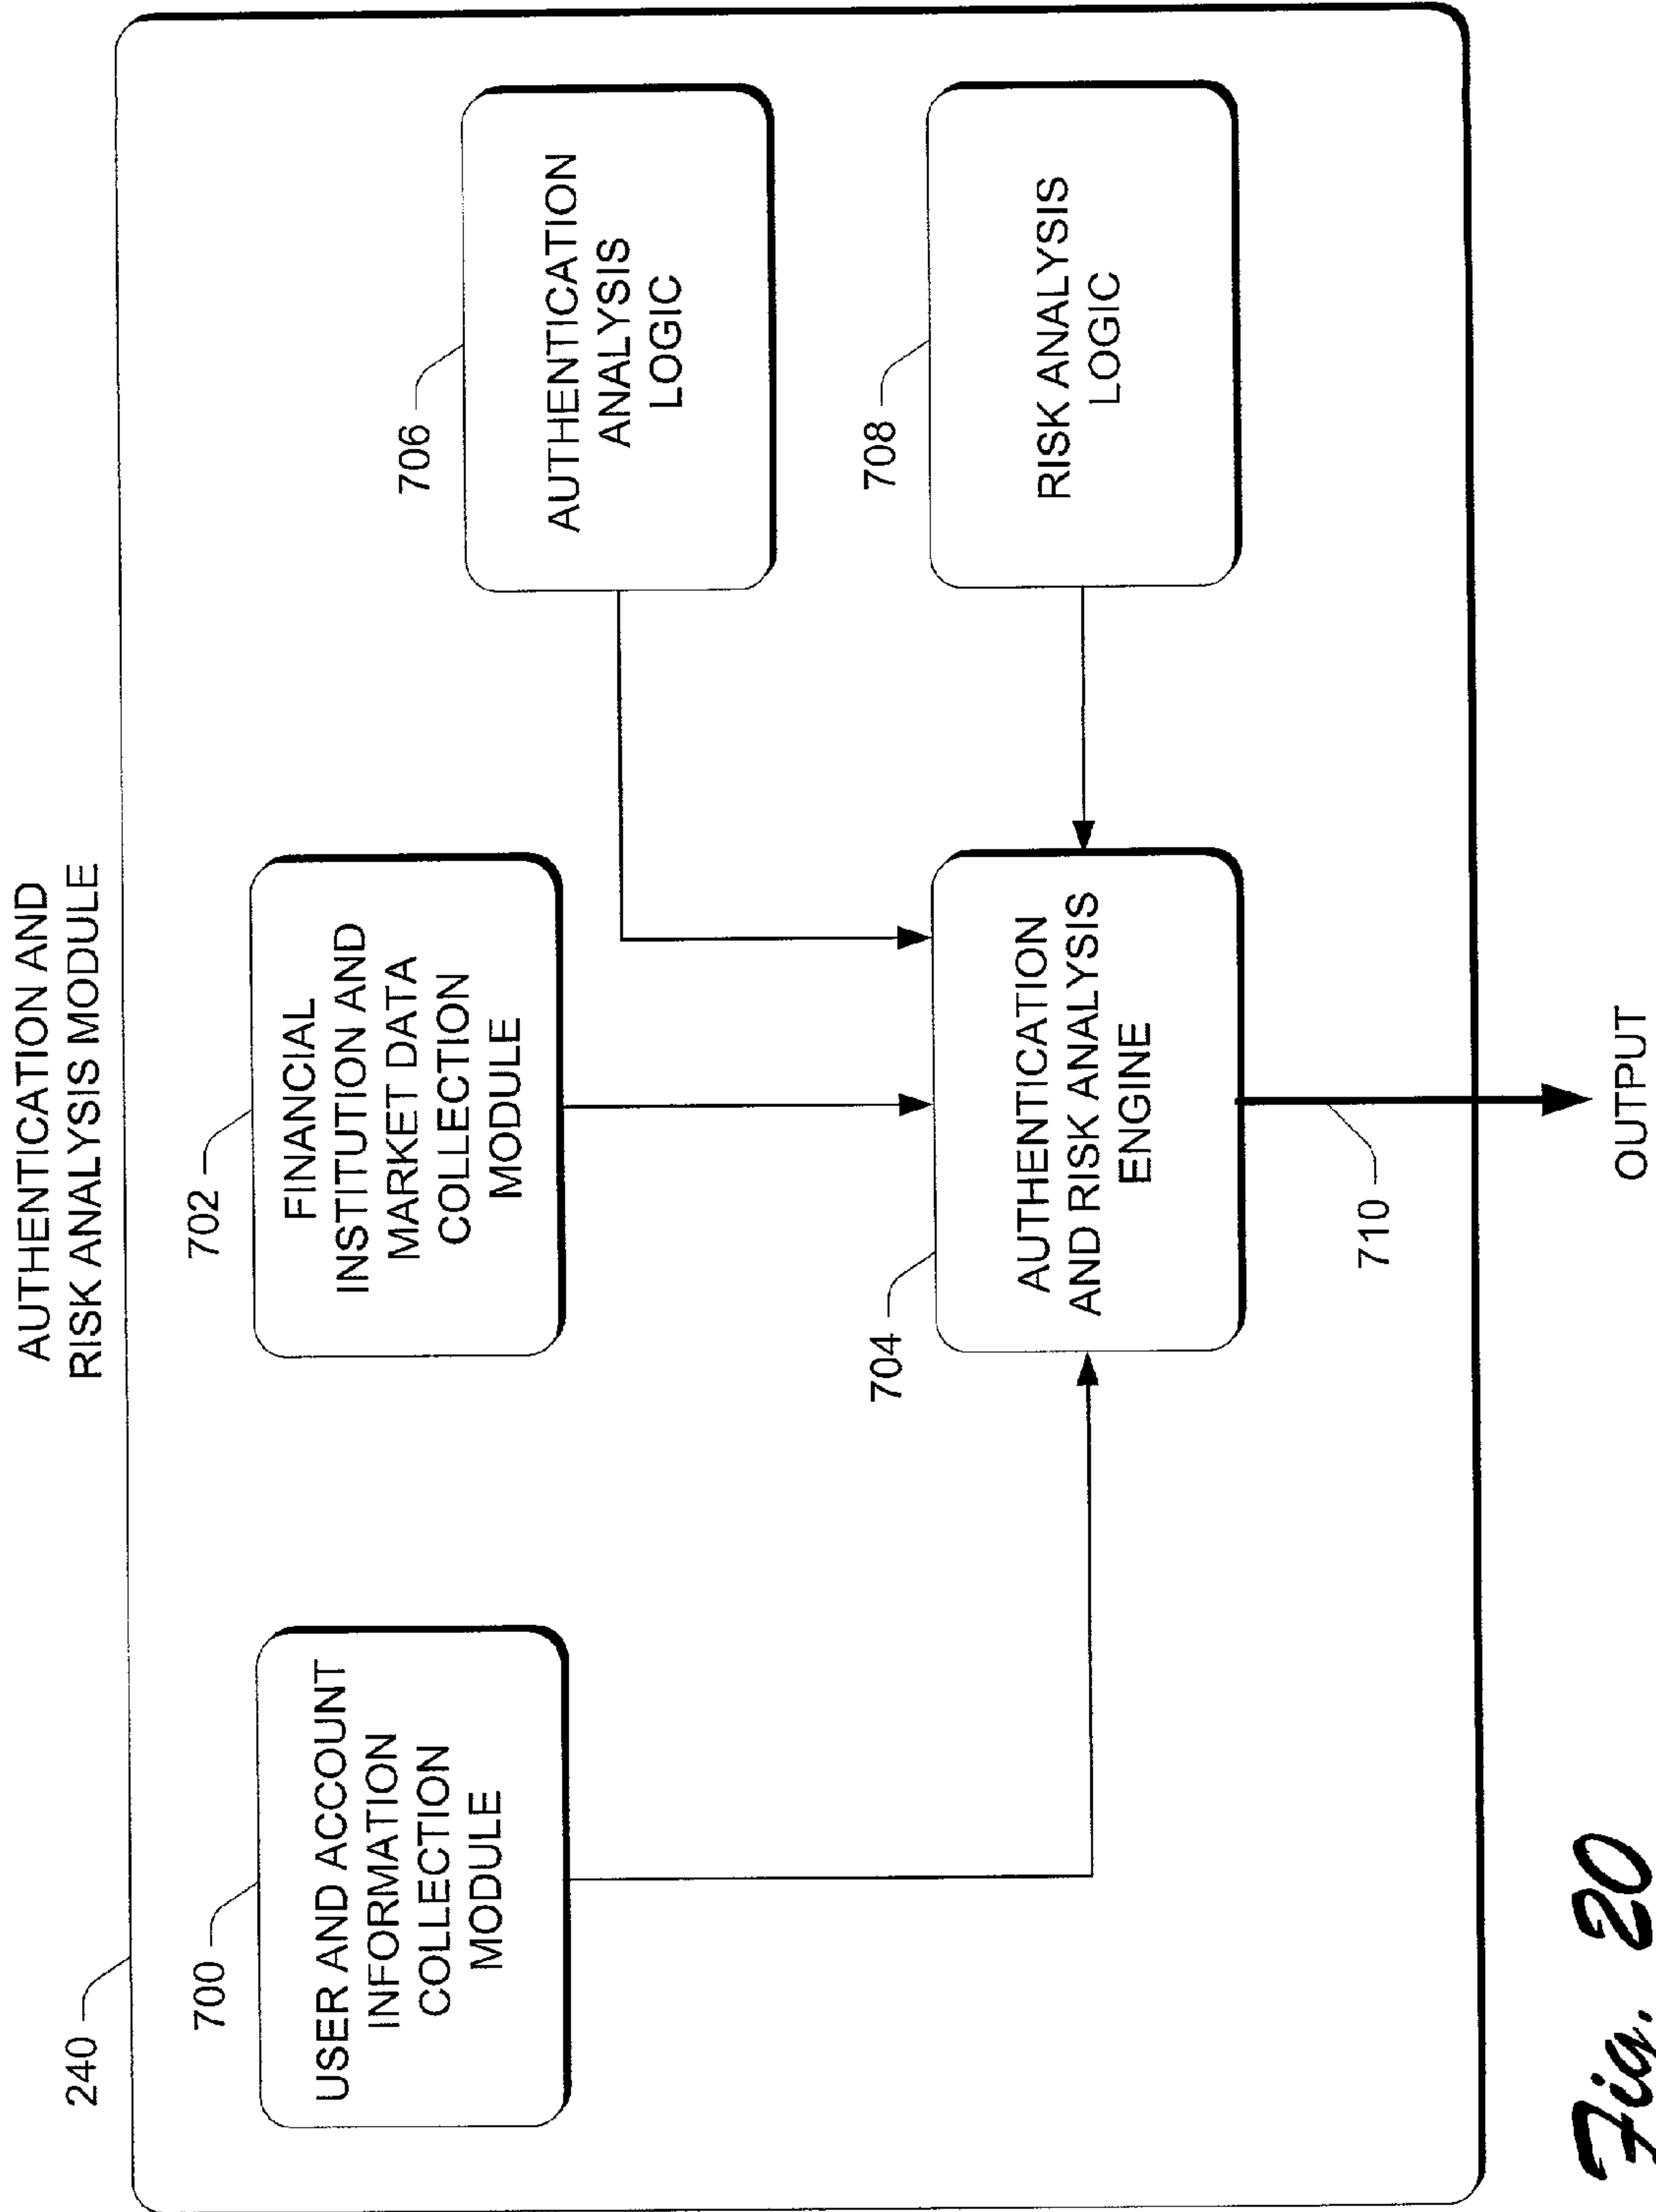 AUTHENTICATION AND
RISK ANALYSIS MODULE
240
700
USER AND ACCOUNT
INFORMATION
COLLECTION
MODULE
702
FINANCIAL
INSTITUTION AND
MARKET DATA
COLLECTION
MODULE
706
AUTHENTICATION
ANALYSIS
LOGIC
704
AUTHENTICATION
AND RISK ANALYSIS
ENGINE
708
RISK ANALYSIS
LOGIC
710
OUTPUT
Fig. 20